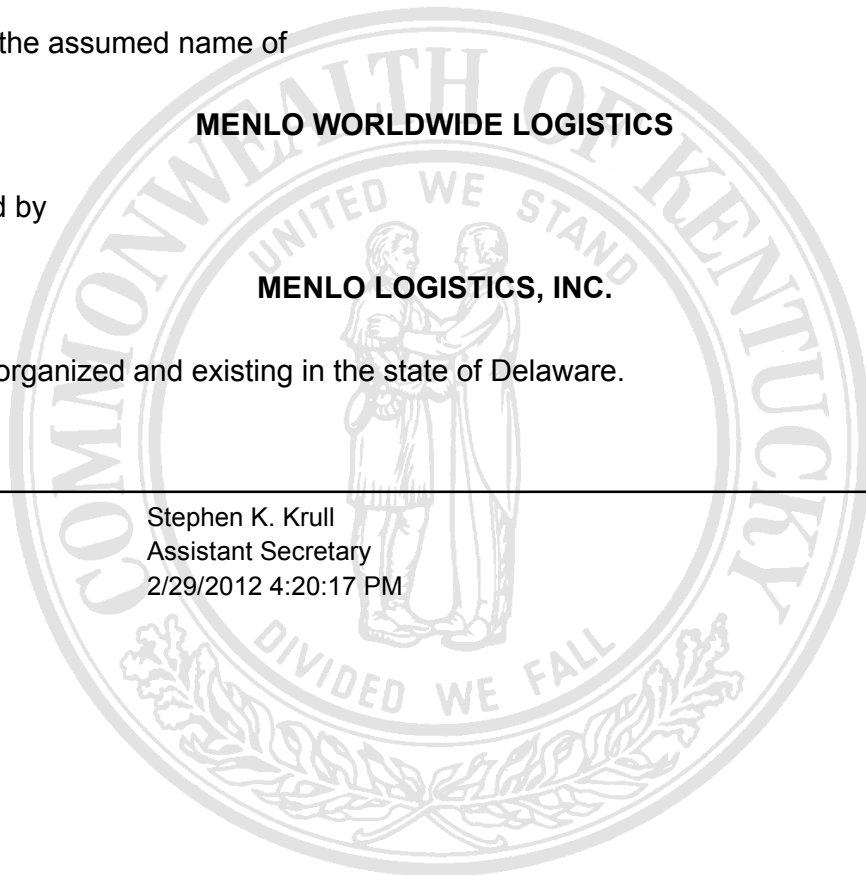 the assumed name of
MENLO WORLDWIDE LOGISTICS
d by
MENLO LOGISTICS, INC.
organized and existing in the state of Delaware.
Stephen K. Krull
Assistant Secretary
2/29/2012 4:20:17 PM
COMMONWEALTH OF KENTUCKY
UNITED WE STAND
DIVIDED WE FALL